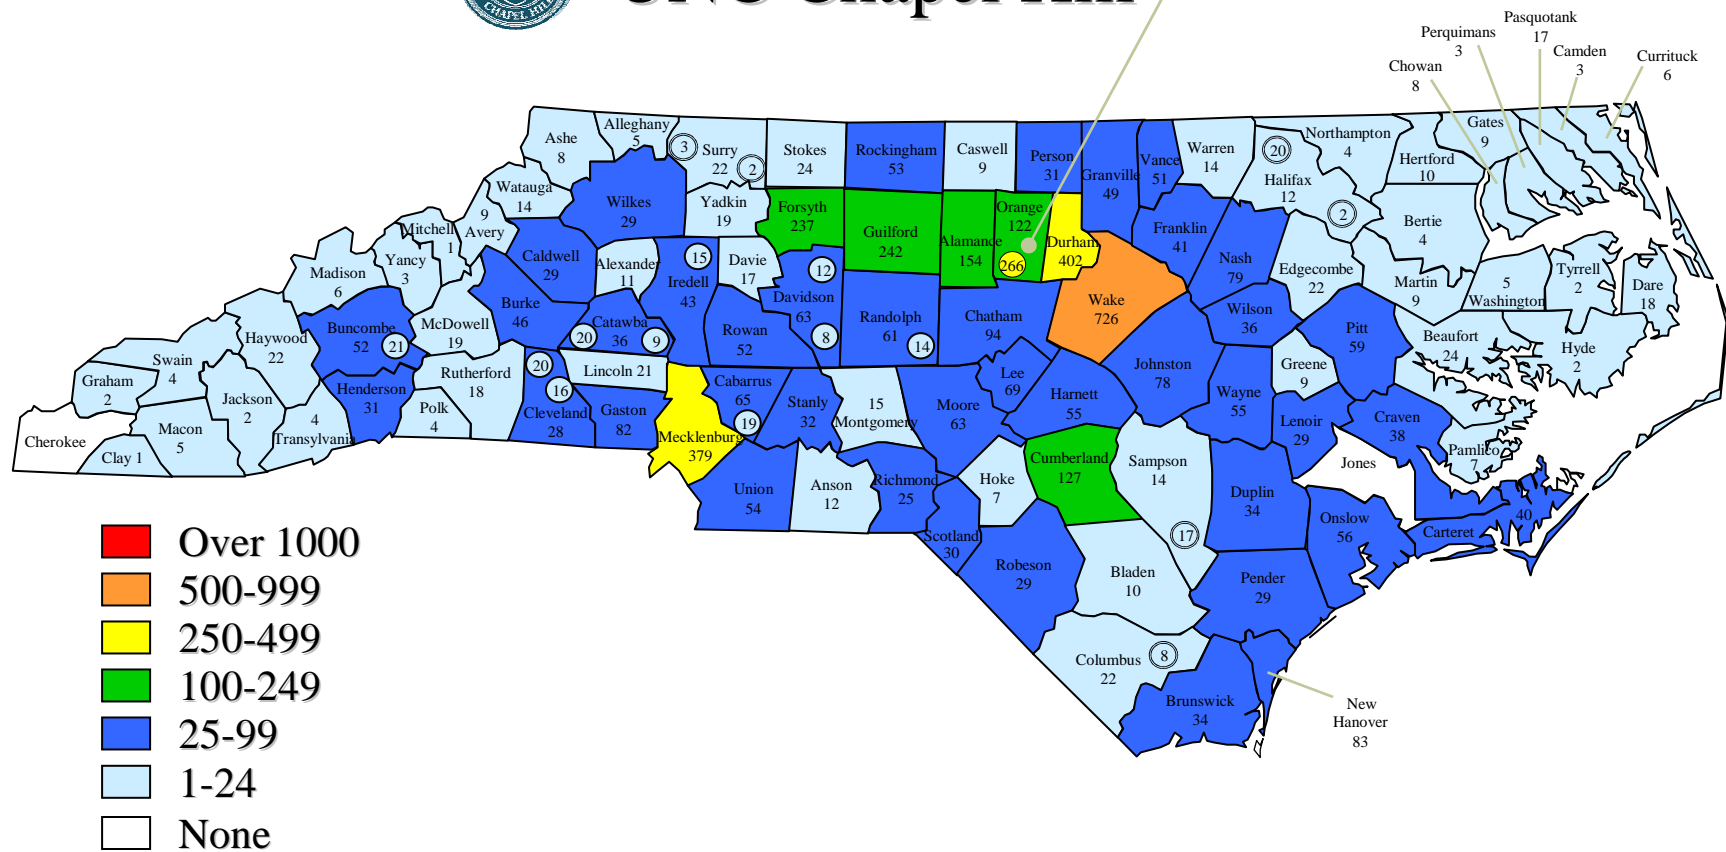 CHAPEL HILL
UNC Chapel Hill
Pasquotank
17
Perquimans
3
Camden
3
Currituck
6
Chowan
8
Alleghany
5
Ashe
8
3
Surry
22
2
Stokes
24
Rockingham
53
Caswell
9
Person
31
Granville
49
Vance
51
Warren
14
20
Northampton
4
Gates
9
Hertford
10
Halifax
12
2
Watauga
14
Wilkes
29
Yadkin
19
Forsyth
237
Guilford
242
Alamance
154
Orange
122
266
Durham
402
Franklin
41
Nash
79
Bertie
4
Mitchell
1
9
Avery
Caldwell
29
Alexander
11
15
Iredell
43
Davie
17
12
Davidson
63
8
Edgecombe
22
Martin
9
5
Washington
Tyrrell
2
Dare
18
Madison
6
Yancy
3
Burke
46
20
Catawba
36
9
Rowan
52
Randolph
61
14
Chatham
94
Wake
726
Wilson
36
Pitt
59
Beaufort
24
Hyde
2
Haywood
22
Buncombe
52
21
McDowell
19
20
16
Cleveland
28
Lincoln 21
Cabarrus
65
19
Stanly
32
15
Montgomery
Moore
63
Lee
69
Harnett
55
Johnston
78
Greene
9
Wayne
55
Lenoir
29
Craven
38
Swain
4
Graham
2
Jackson
2
4
Transylvania
Henderson
31
Rutherford
18
Polk
4
Gaston
82
Mecklenburg
379
Cherokee
Macon
5
Clay 1
Union
54
Anson
12
Richmond
25
Hoke
7
Cumberland
127
Sampson
14
17
Jones
Pamlico
7
Duplin
34
Onslow
56
Carteret
40
Scotland
30
Robeson
29
Bladen
10
Pender
29
Columbus
22
8
Brunswick
34
New
Hanover
83
Over 1000
500-999
250-499
100-249
25-99
1-24
None